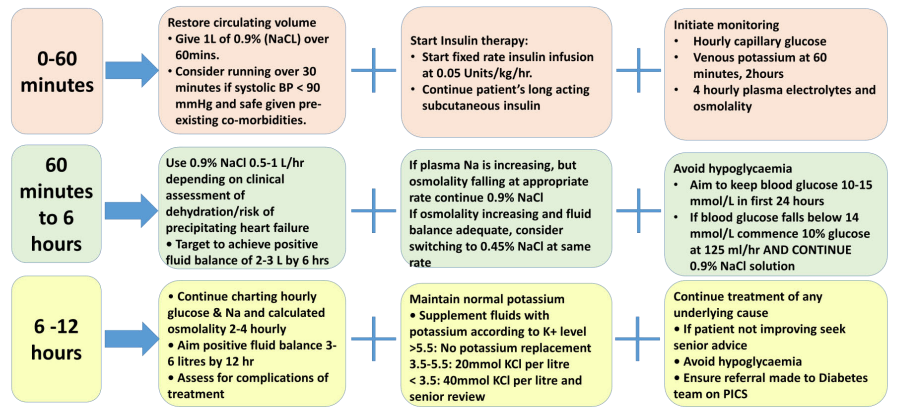 0-60
minutes
Restore circulating volume
• Give 1L of 0.9% (NaCL) over
60mins.
• Consider running over 30
minutes if systolic BP < 90
mmHg and safe given pre-
existing co-morbidities.
Start Insulin therapy:
• Start fixed rate insulin infusion
at 0.05 Units/kg/hr.
• Continue patient's long acting
subcutaneous insulin
Initiate monitoring
• Hourly capillary glucose
• Venous potassium at 60
minutes, 2hours
• 4 hourly plasma electrolytes and
osmolality
60
minutes
to 6
hours
Use 0.9% NaCl 0.5-1 L/hr
depending on clinical
assessment of
dehydration/risk of
precipitating heart failure
• Target to achieve positive
fluid balance of 2-3 L by 6 hrs
If plasma Na is increasing, but
osmolality falling at appropriate
rate continue 0.9% NaCl
If osmolality increasing and fluid
balance adequate, consider
switching to 0.45% NaCl at same
rate
Avoid hypoglycaemia
• Aim to keep blood glucose 10-15
mmol/L in first 24 hours
• If blood glucose falls below 14
mmol/L commence 10% glucose
at 125 ml/hr AND CONTINUE
0.9% NaCl solution
6 -12
hours
• Continue charting hourly
glucose & Na and calculated
osmolality 2-4 hourly
• Aim positive fluid balance 3-
6 litres by 12 hr
• Assess for complications of
treatment
Maintain normal potassium
• Supplement fluids with
potassium according to K+ level
>5.5: No potassium replacement
3.5-5.5: 20mmol KCl per litre
< 3.5: 40mmol KCl per litre and
senior review
Continue treatment of any
underlying cause
• If patient not improving seek
senior advice
• Avoid hypoglycaemia
• Ensure referral made to Diabetes
team on PICS